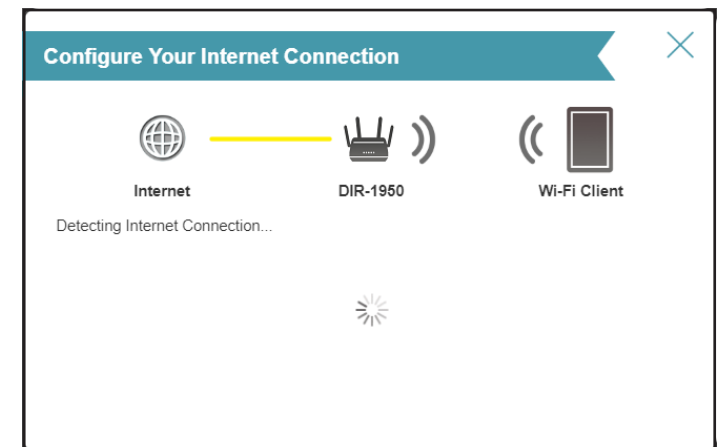 Configure Your Internet Connection
Internet
DIR-1950
Wi-Fi Client
Detecting Internet Connection...